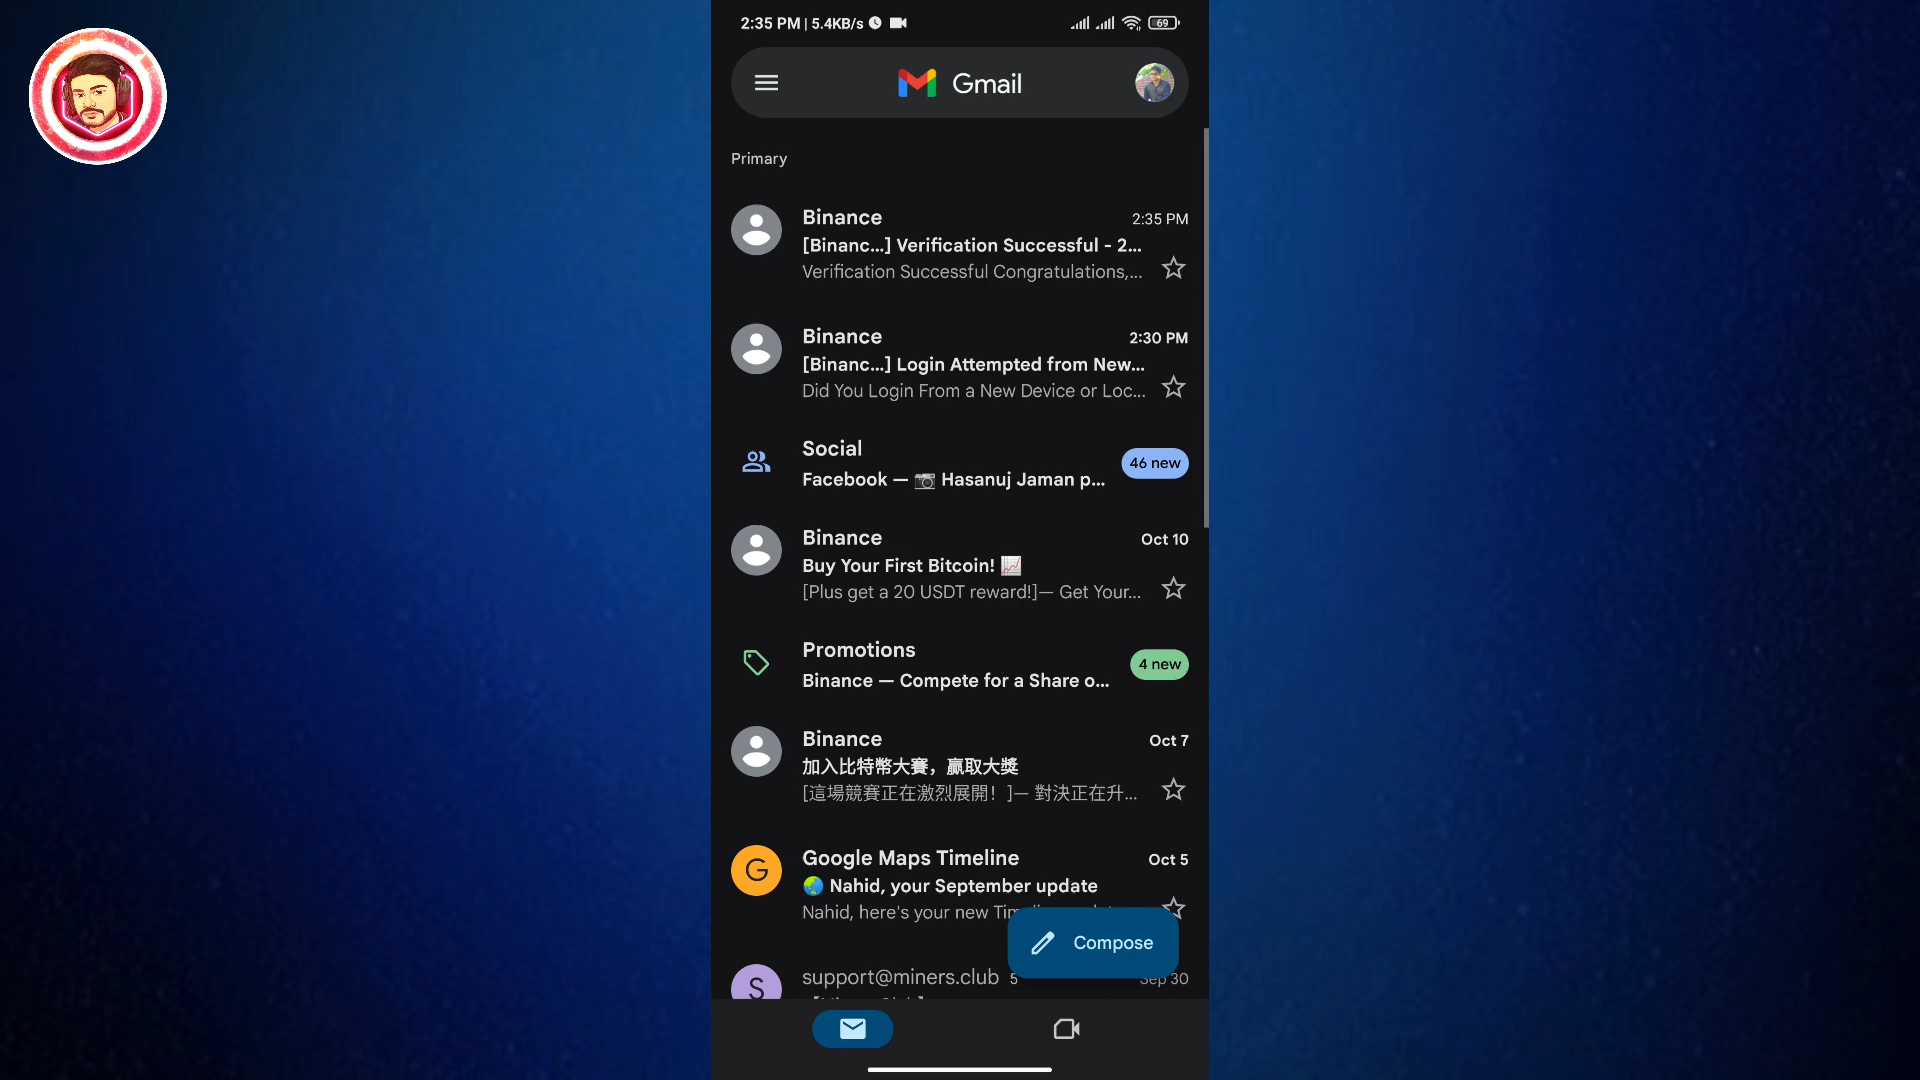 2:35 PM | 5.4KB/s
69
Gmail
Primary
Binance 2:35 PM
[Binanc...] Verification Successful - 2...
Verification Successful Congratulations,...
Binance 2:30 PM
[Binanc...] Login Attempted from New...
Did You Login From a New Device or Loc...
Social
46 new
Facebook — 📷 Hasanuj Jaman p...
Binance Oct 10
Buy Your First Bitcoin! 📈
[Plus get a 20 USDT reward!]— Get Your...
Promotions
4 new
Binance — Compete for a Share o...
Binance Oct 7
加入比特幣大賽，贏取大獎
[這場競賽正在激烈展開！]— 對決正在升...
G
Google Maps Timeline Oct 5
🌏 Nahid, your September update
Nahid, here's your new
Compose
S
support@miners.club 5 Sep 30